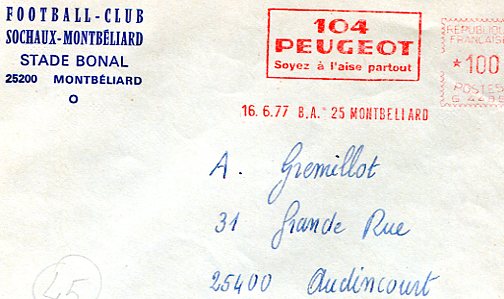 FOOTBALL-CLUB
SOCHAUX-MONTBÉLIARD
STADE BONAL
25200 MONTBÉLIARD
104
PEUGEOT
Soyez à l'aise partout
REPUBLIQUE
FRANCAISE
*100
POSTES
16.6.77 B.A. 25 MONTBELIARD
A. Gremillot
31 Grande Rue
25400 Audincourt
45